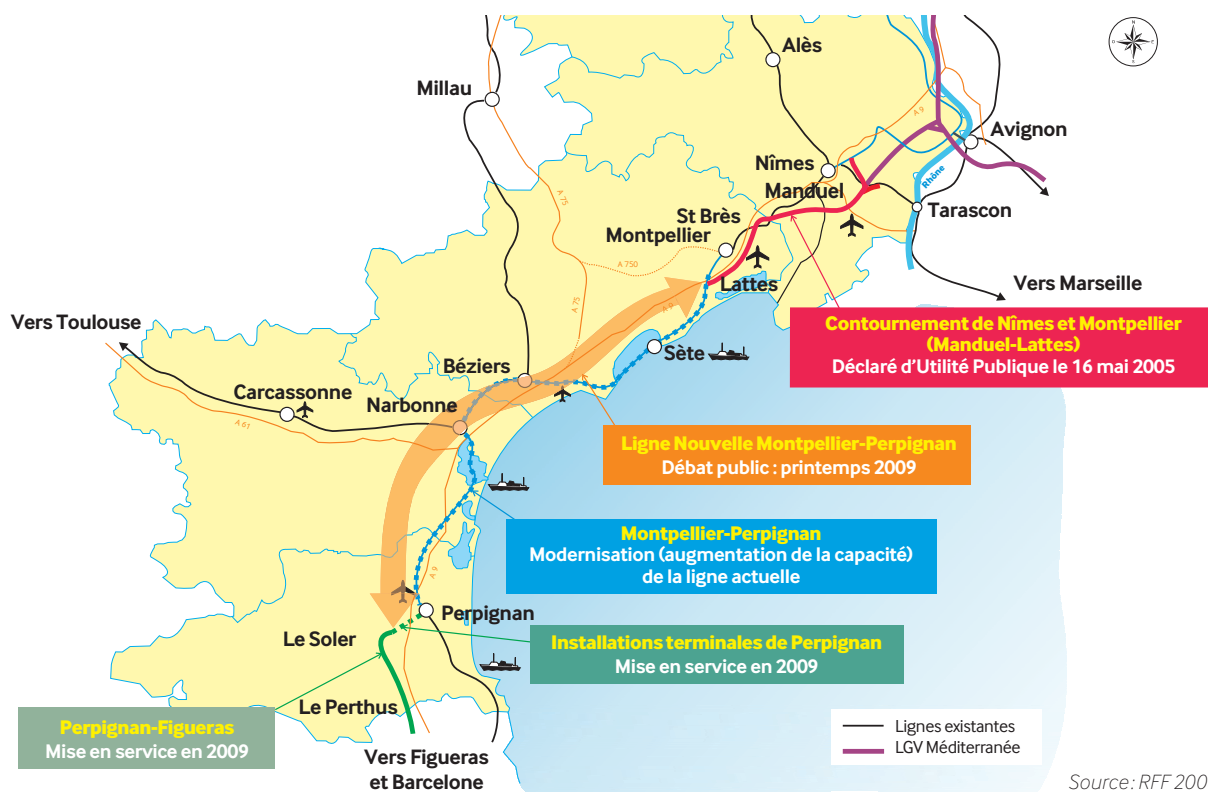 Alès
Millau
A 9
Avignon
Nîmes
Manduel
Rhône
Tarascon
St Brès
Montpellier
A 75
A 750
Lattes
Vers Marseille
Contournement de Nîmes et Montpellier
(Manduel-Lattes)
Déclaré d'Utilité Publique le 16 mai 2005
A 75
A 9
Vers Toulouse
Sète
Béziers
Carcassonne
Narbonne
A 61
Ligne Nouvelle Montpellier-Perpignan
Débat public : printemps 2009
Montpellier-Perpignan
Modernisation (augmentation de la capacité)
de la ligne actuelle
A 9
Perpignan
Le Soler
Installations terminales de Perpignan
Mise en service en 2009
Le Perthus
Perpignan-Figueras
Mise en service en 2009
Vers Figueras
et Barcelone
Lignes existantes
LGV Méditerranée
Source : RFF 200